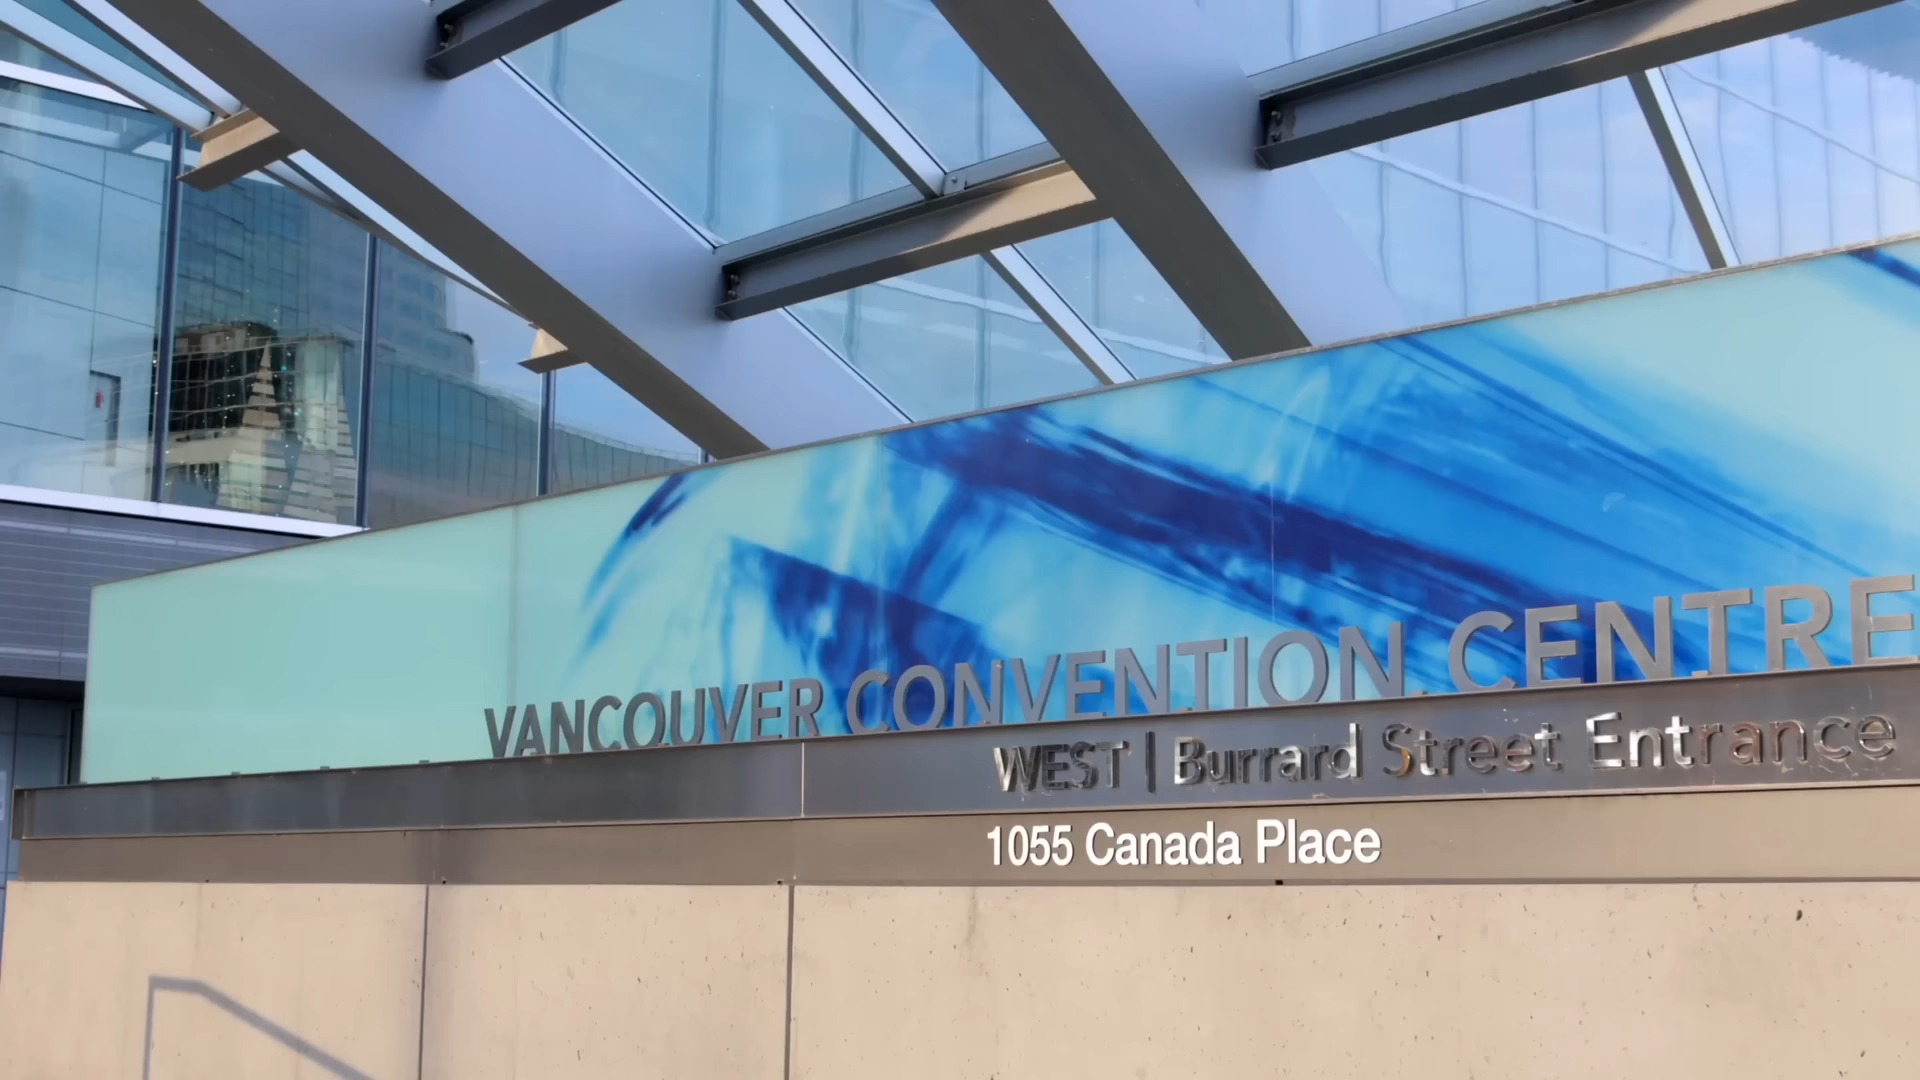 VANCOUVER CONVENTION CENTRE
WEST | Burrard Street Entrance
1055 Canada Place